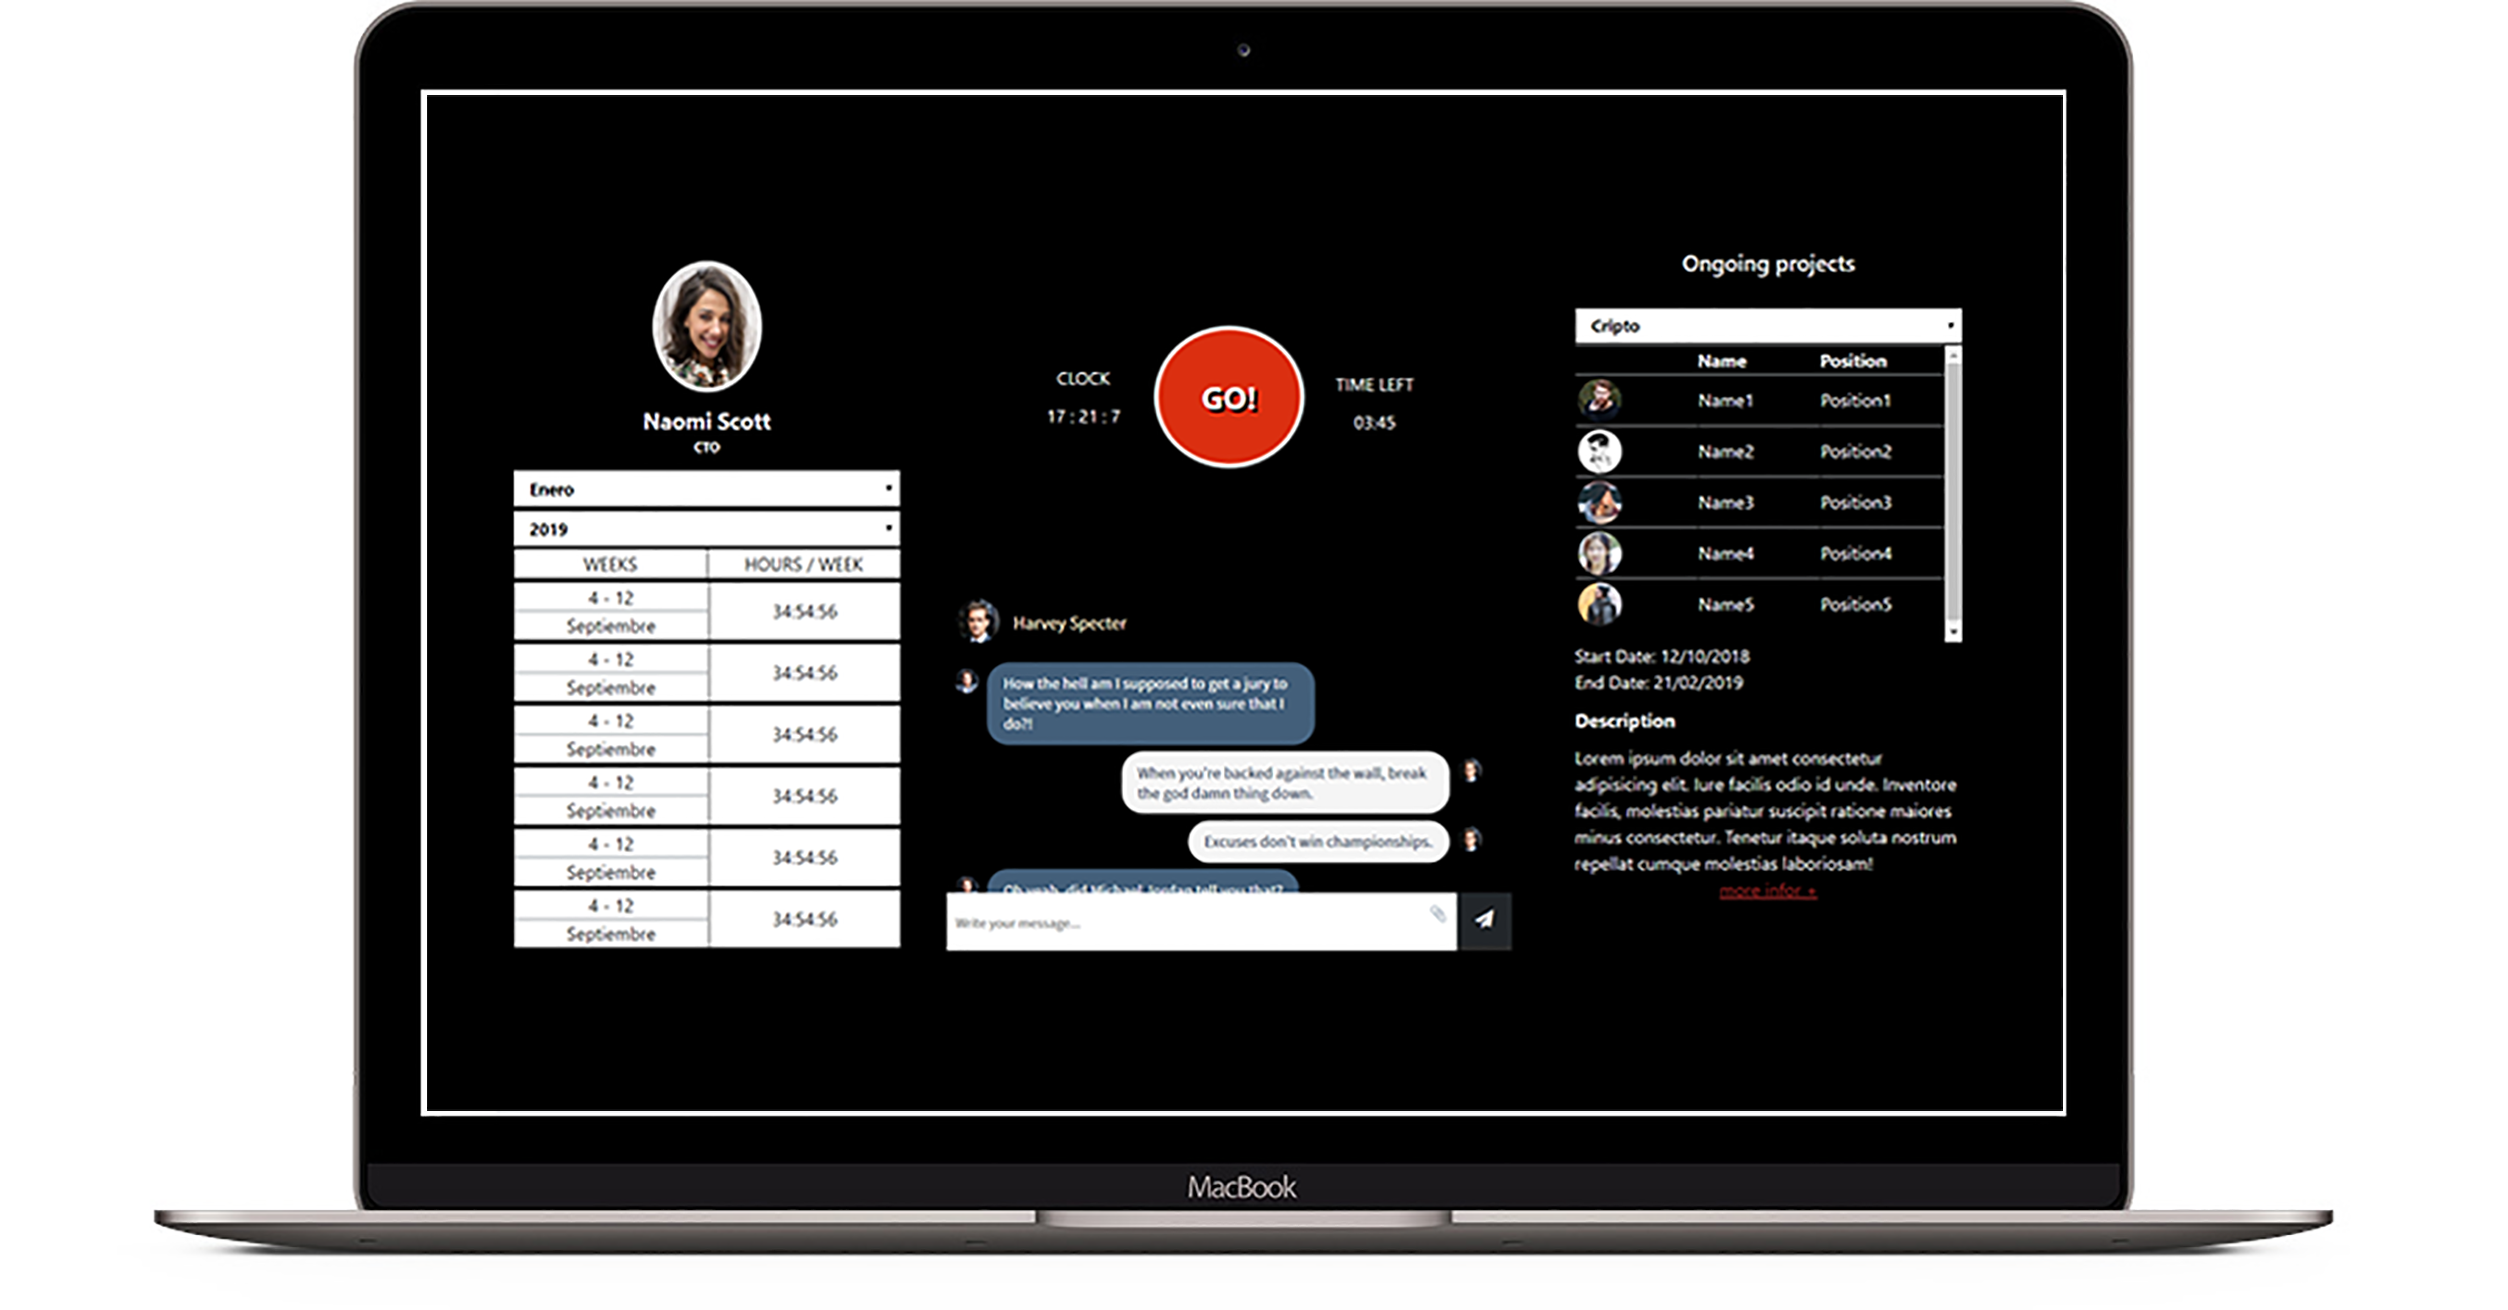 Naomi Scott
CTO
Enero
2019
WEEKS HOURS / WEEK
4 - 12
Septiembre
34:54:56
4 - 12
Septiembre
34:54:56
4 - 12
Septiembre
34:54:56
4 - 12
Septiembre
34:54:56
4 - 12
Septiembre
34:54:56
4 - 12
Septiembre
34:54:56
CLOCK
17 : 21 : 7
GO!
TIME LEFT
03:45
Harvey Specter
How the hell am I supposed to get a jury to
believe you when I am not even sure that I
do?!
When you're backed against the wall, break
the god damn thing down.
Excuses don't win championships.
Oh yeah, did Michael Jordan tell you that?
Write your message...
Ongoing projects
Cripto
Name Position
Name1 Position1
Name2 Position2
Name3 Position3
Name4 Position4
Name5 Position5
Start Date: 12/10/2018
End Date: 21/02/2019
Description
Lorem ipsum dolor sit amet consectetur
adipisicing elit. Iure facilis odio id unde. Inventore
facilis, molestias pariatur suscipit ratione maiores
minus consectetur. Tenetur itaque soluta nostrum
repellat cumque molestias laboriosam!
more infor. +
MacBook